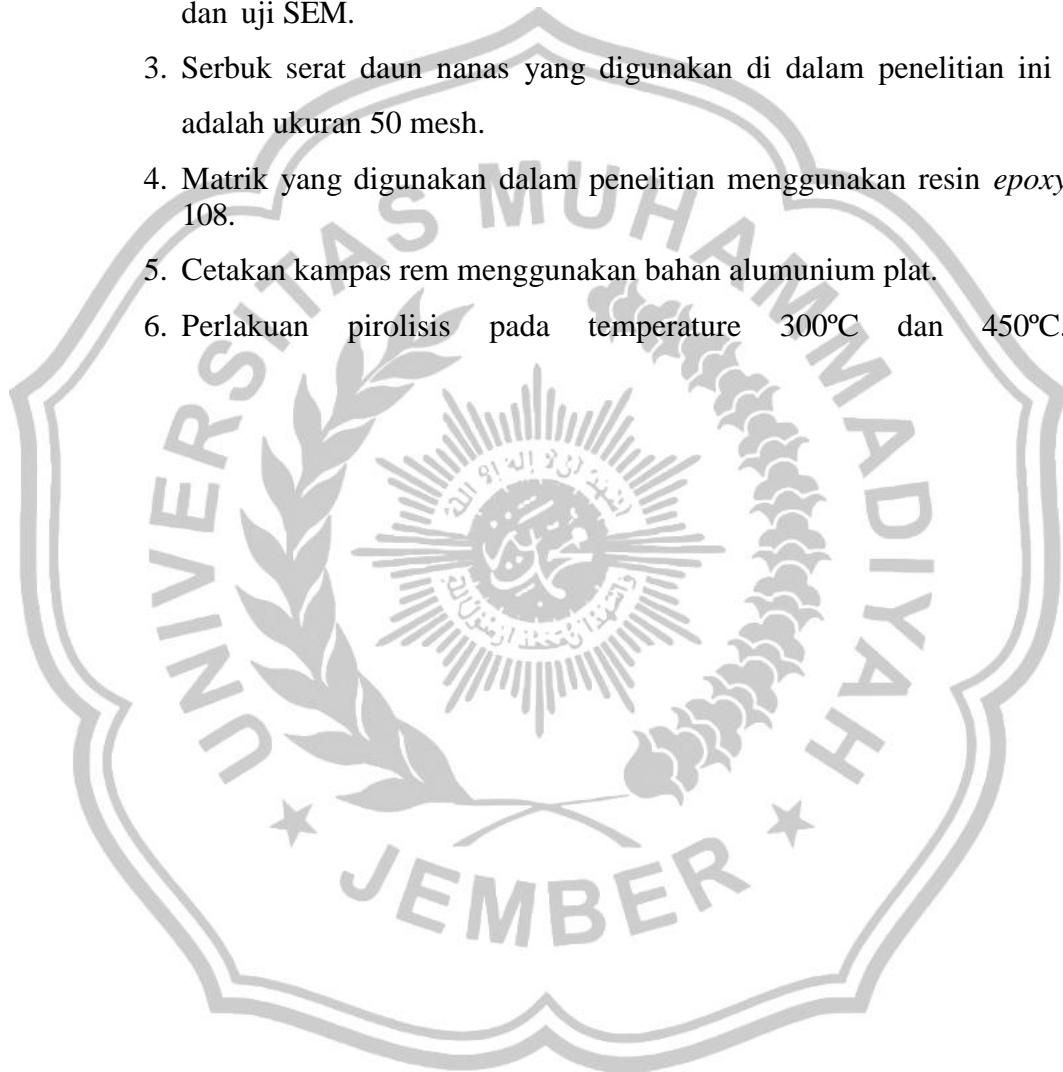 dan uji SEM.
3. Serbuk serat daun nanas yang digunakan di dalam penelitian ini
adalah ukuran 50 mesh.
4. Matrik yang digunakan dalam penelitian menggunakan resin epoxy
108.
5. Cetakan kampas rem menggunakan bahan alumunium plat.
6. Perlakuan pirolisis pada temperature 300ºC dan 450ºC.
UNIVERSITAS MUHAMMADIYAH
JEMBER